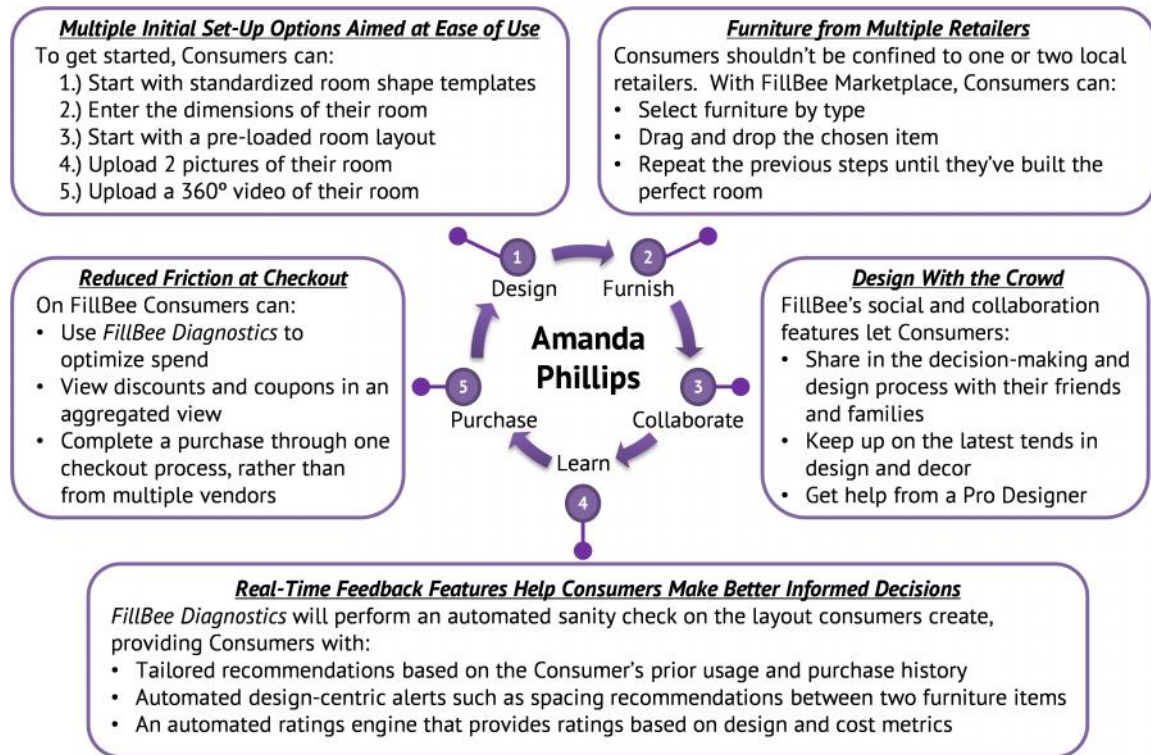 Multiple Initial Set-Up Options Aimed at Ease of Use
To get started, Consumers can:
1.) Start with standardized room shape templates
2.) Enter the dimensions of their room
3.) Start with a pre-loaded room layout
4.) Upload 2 pictures of their room
5.) Upload a 360º video of their room
Furniture from Multiple Retailers
Consumers shouldn't be confined to one or two local
retailers. With FillBee Marketplace, Consumers can:
• Select furniture by type
• Drag and drop the chosen item
• Repeat the previous steps until they've built the
perfect room
1
Design
2
Furnish
Amanda
Phillips
3
Collaborate
Learn
4
5
Purchase
Design With the Crowd
FillBee's social and collaboration
features let Consumers:
• Share in the decision-making and
design process with their friends
and families
• Keep up on the latest tends in
design and decor
• Get help from a Pro Designer
Real-Time Feedback Features Help Consumers Make Better Informed Decisions
FillBee Diagnostics will perform an automated sanity check on the layout consumers create,
providing Consumers with:
• Tailored recommendations based on the Consumer's prior usage and purchase history
• Automated design-centric alerts such as spacing recommendations between two furniture items
• An automated ratings engine that provides ratings based on design and cost metrics
Reduced Friction at Checkout
On FillBee Consumers can:
• Use FillBee Diagnostics to
optimize spend
• View discounts and coupons in an
aggregated view
• Complete a purchase through one
checkout process, rather than
from multiple vendors